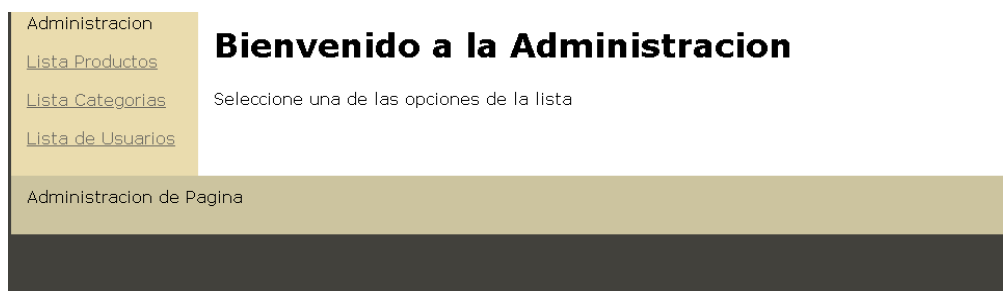 Administracion
Lista Productos
Lista Categorias
Lista de Usuarios
Bienvenido a la Administracion
Seleccione una de las opciones de la lista
Administracion de Pagina